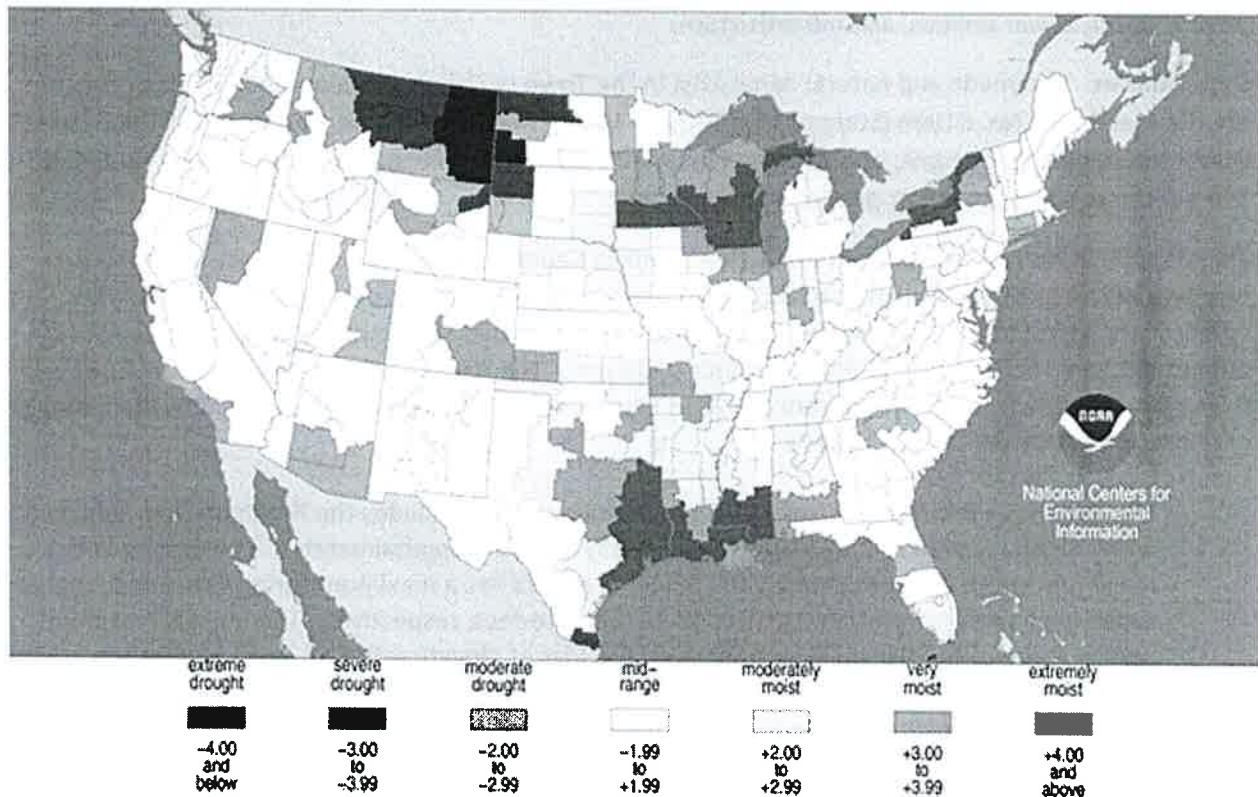 NOAA
National Centers for
Environmental
Information
extreme
drought
severe
drought
moderate
drought
mid-
range
moderately
moist
very
moist
extremely
moist
-4.00
and
below
-3.00
to
-3.99
-2.00
to
-2.99
-1.99
to
+1.99
+2.00
to
+2.99
+3.00
to
+3.99
+4.00
and
above